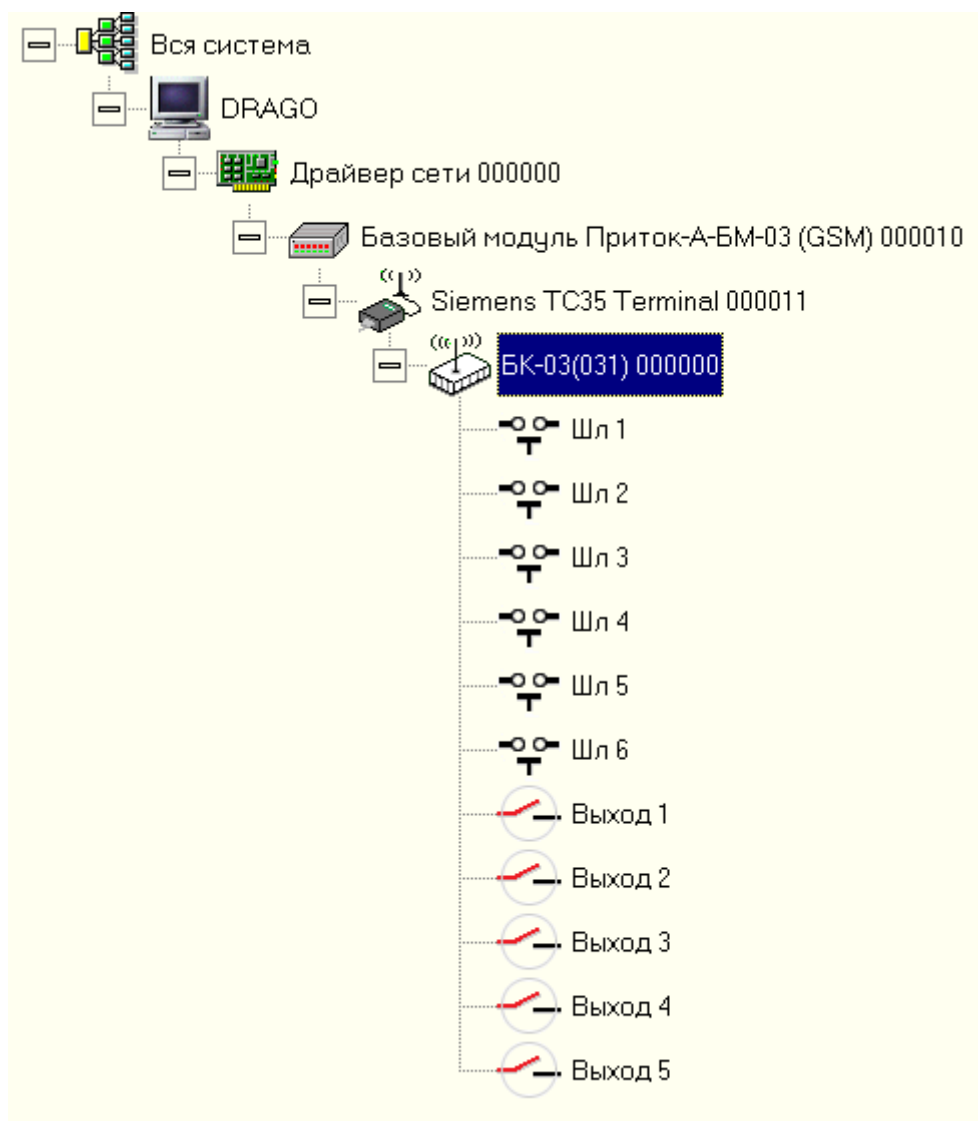 Вся система
DRAGO
Драйвер сети 000000
Базовый модуль Приток-А-БМ-03 (GSM) 000010
Siemens TC35 Terminal 000011
БК-03(031) 000000
Шл 1
Шл 2
Шл 3
Шл 4
Шл 5
Шл 6
Выход 1
Выход 2
Выход 3
Выход 4
Выход 5